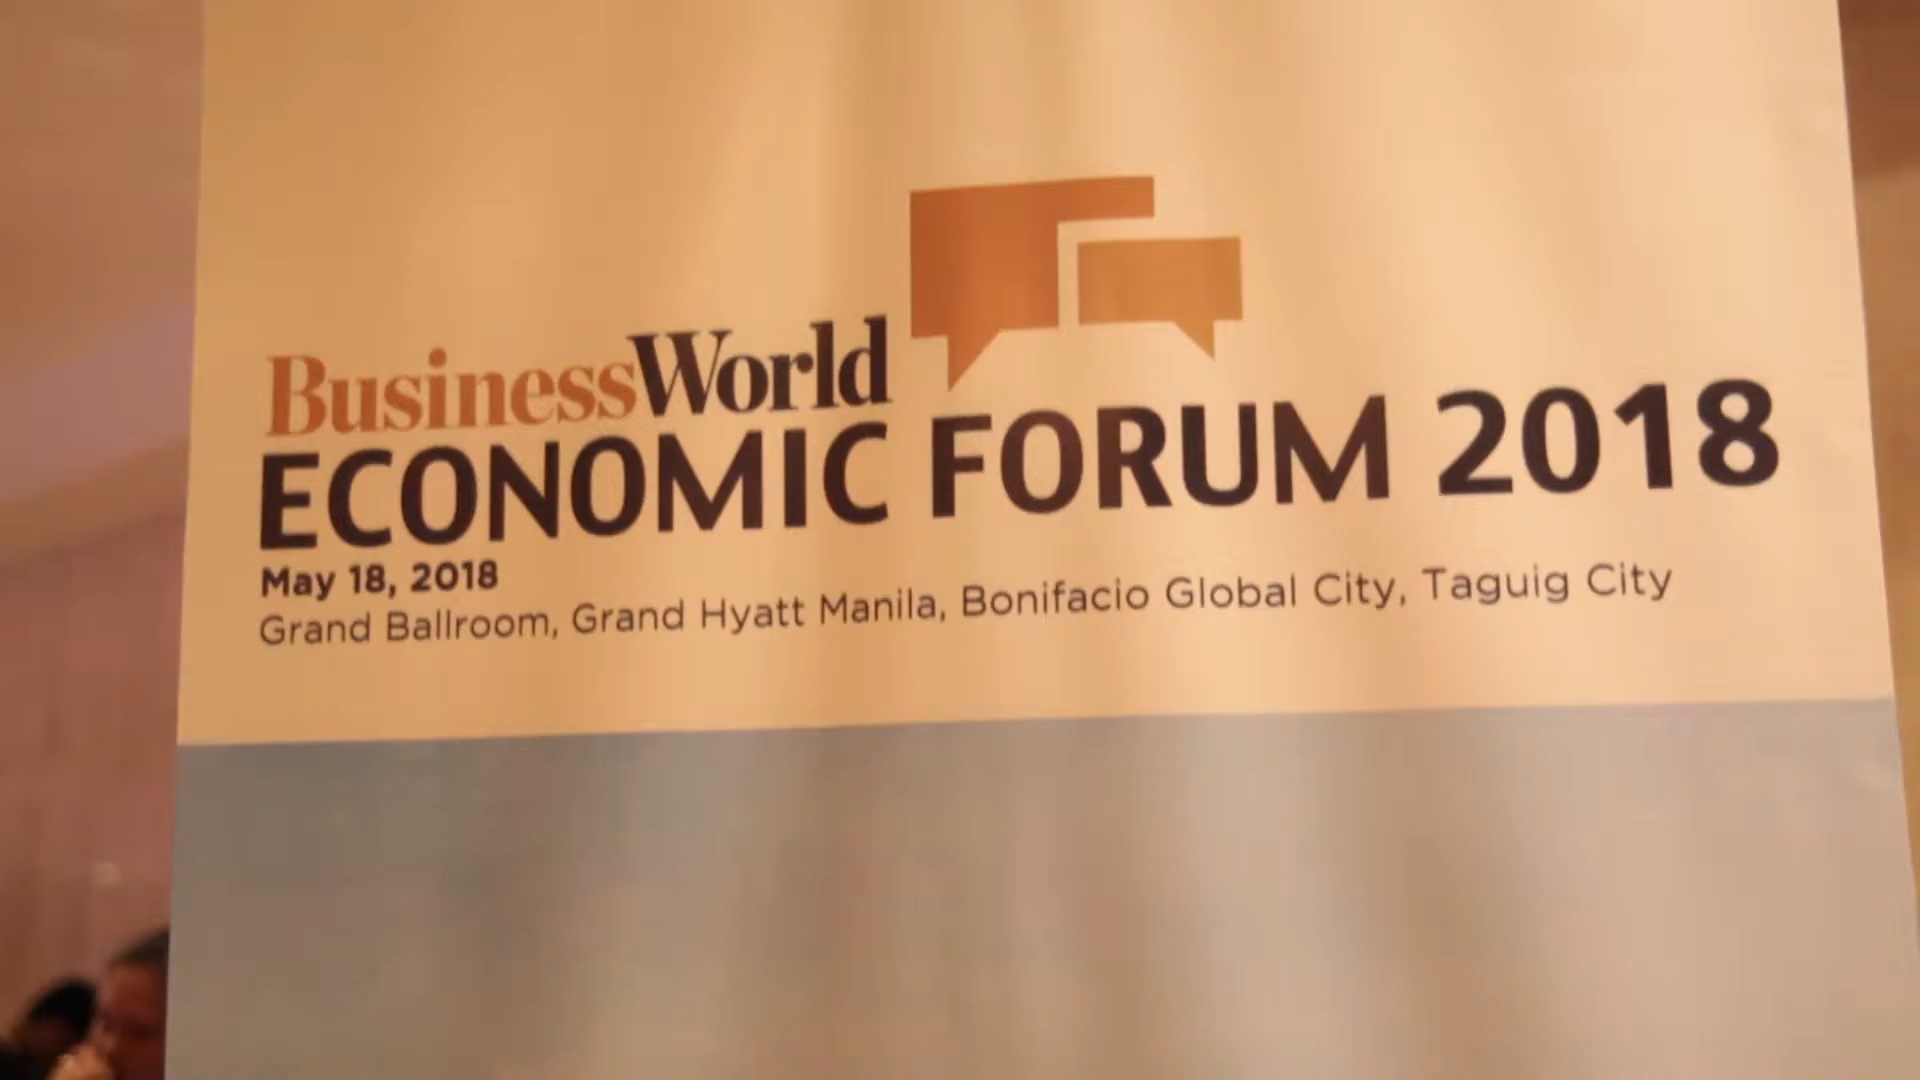 BusinessWorld
ECONOMIC FORUM 2018
May 18, 2018
Grand Ballroom, Grand Hyatt Manila, Bonifacio Global City, Taguig City